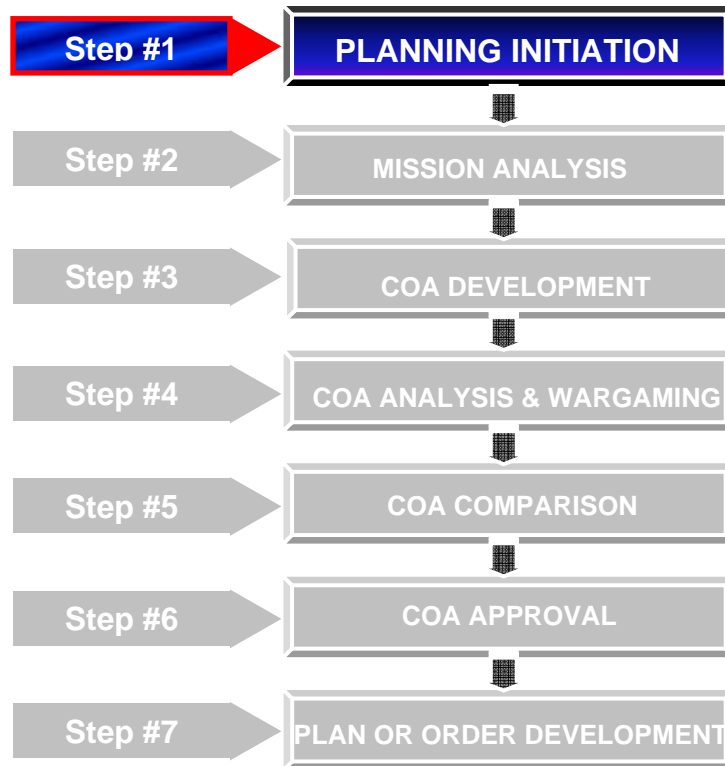 Step #1
PLANNING INITIATION
Step #2
MISSION ANALYSIS
Step #3
COA DEVELOPMENT
Step #4
COA ANALYSIS & WARGAMING
Step #5
COA COMPARISON
Step #6
COA APPROVAL
Step #7
PLAN OR ORDER DEVELOPMENT